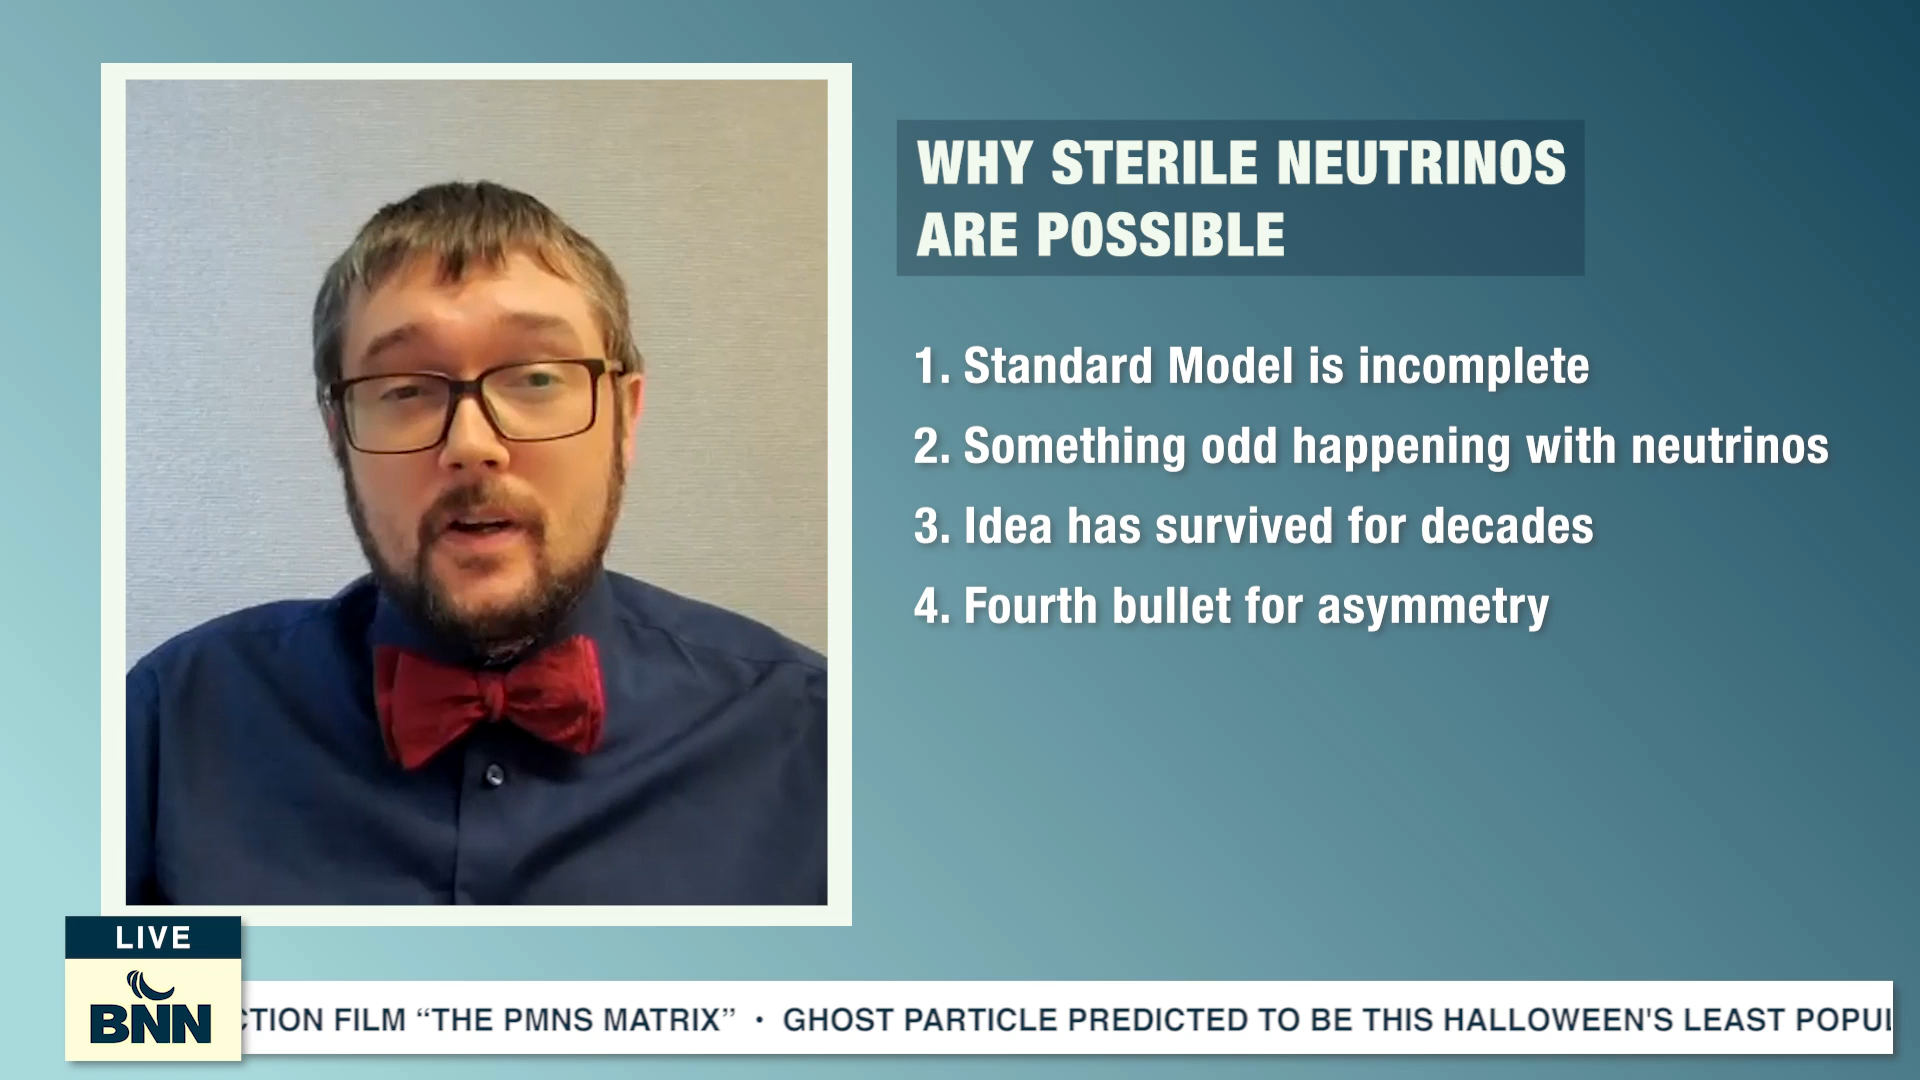 WHY STERILE NEUTRINOS
ARE POSSIBLE
1. Standard Model is incomplete
2. Something odd happening with neutrinos
3. Idea has survived for decades
4. Fourth bullet for asymmetry
LIVE
BNN
CTION FILM “THE PMNS MATRIX” • GHOST PARTICLE PREDICTED TO BE THIS HALLOWEEN'S LEAST POPUL